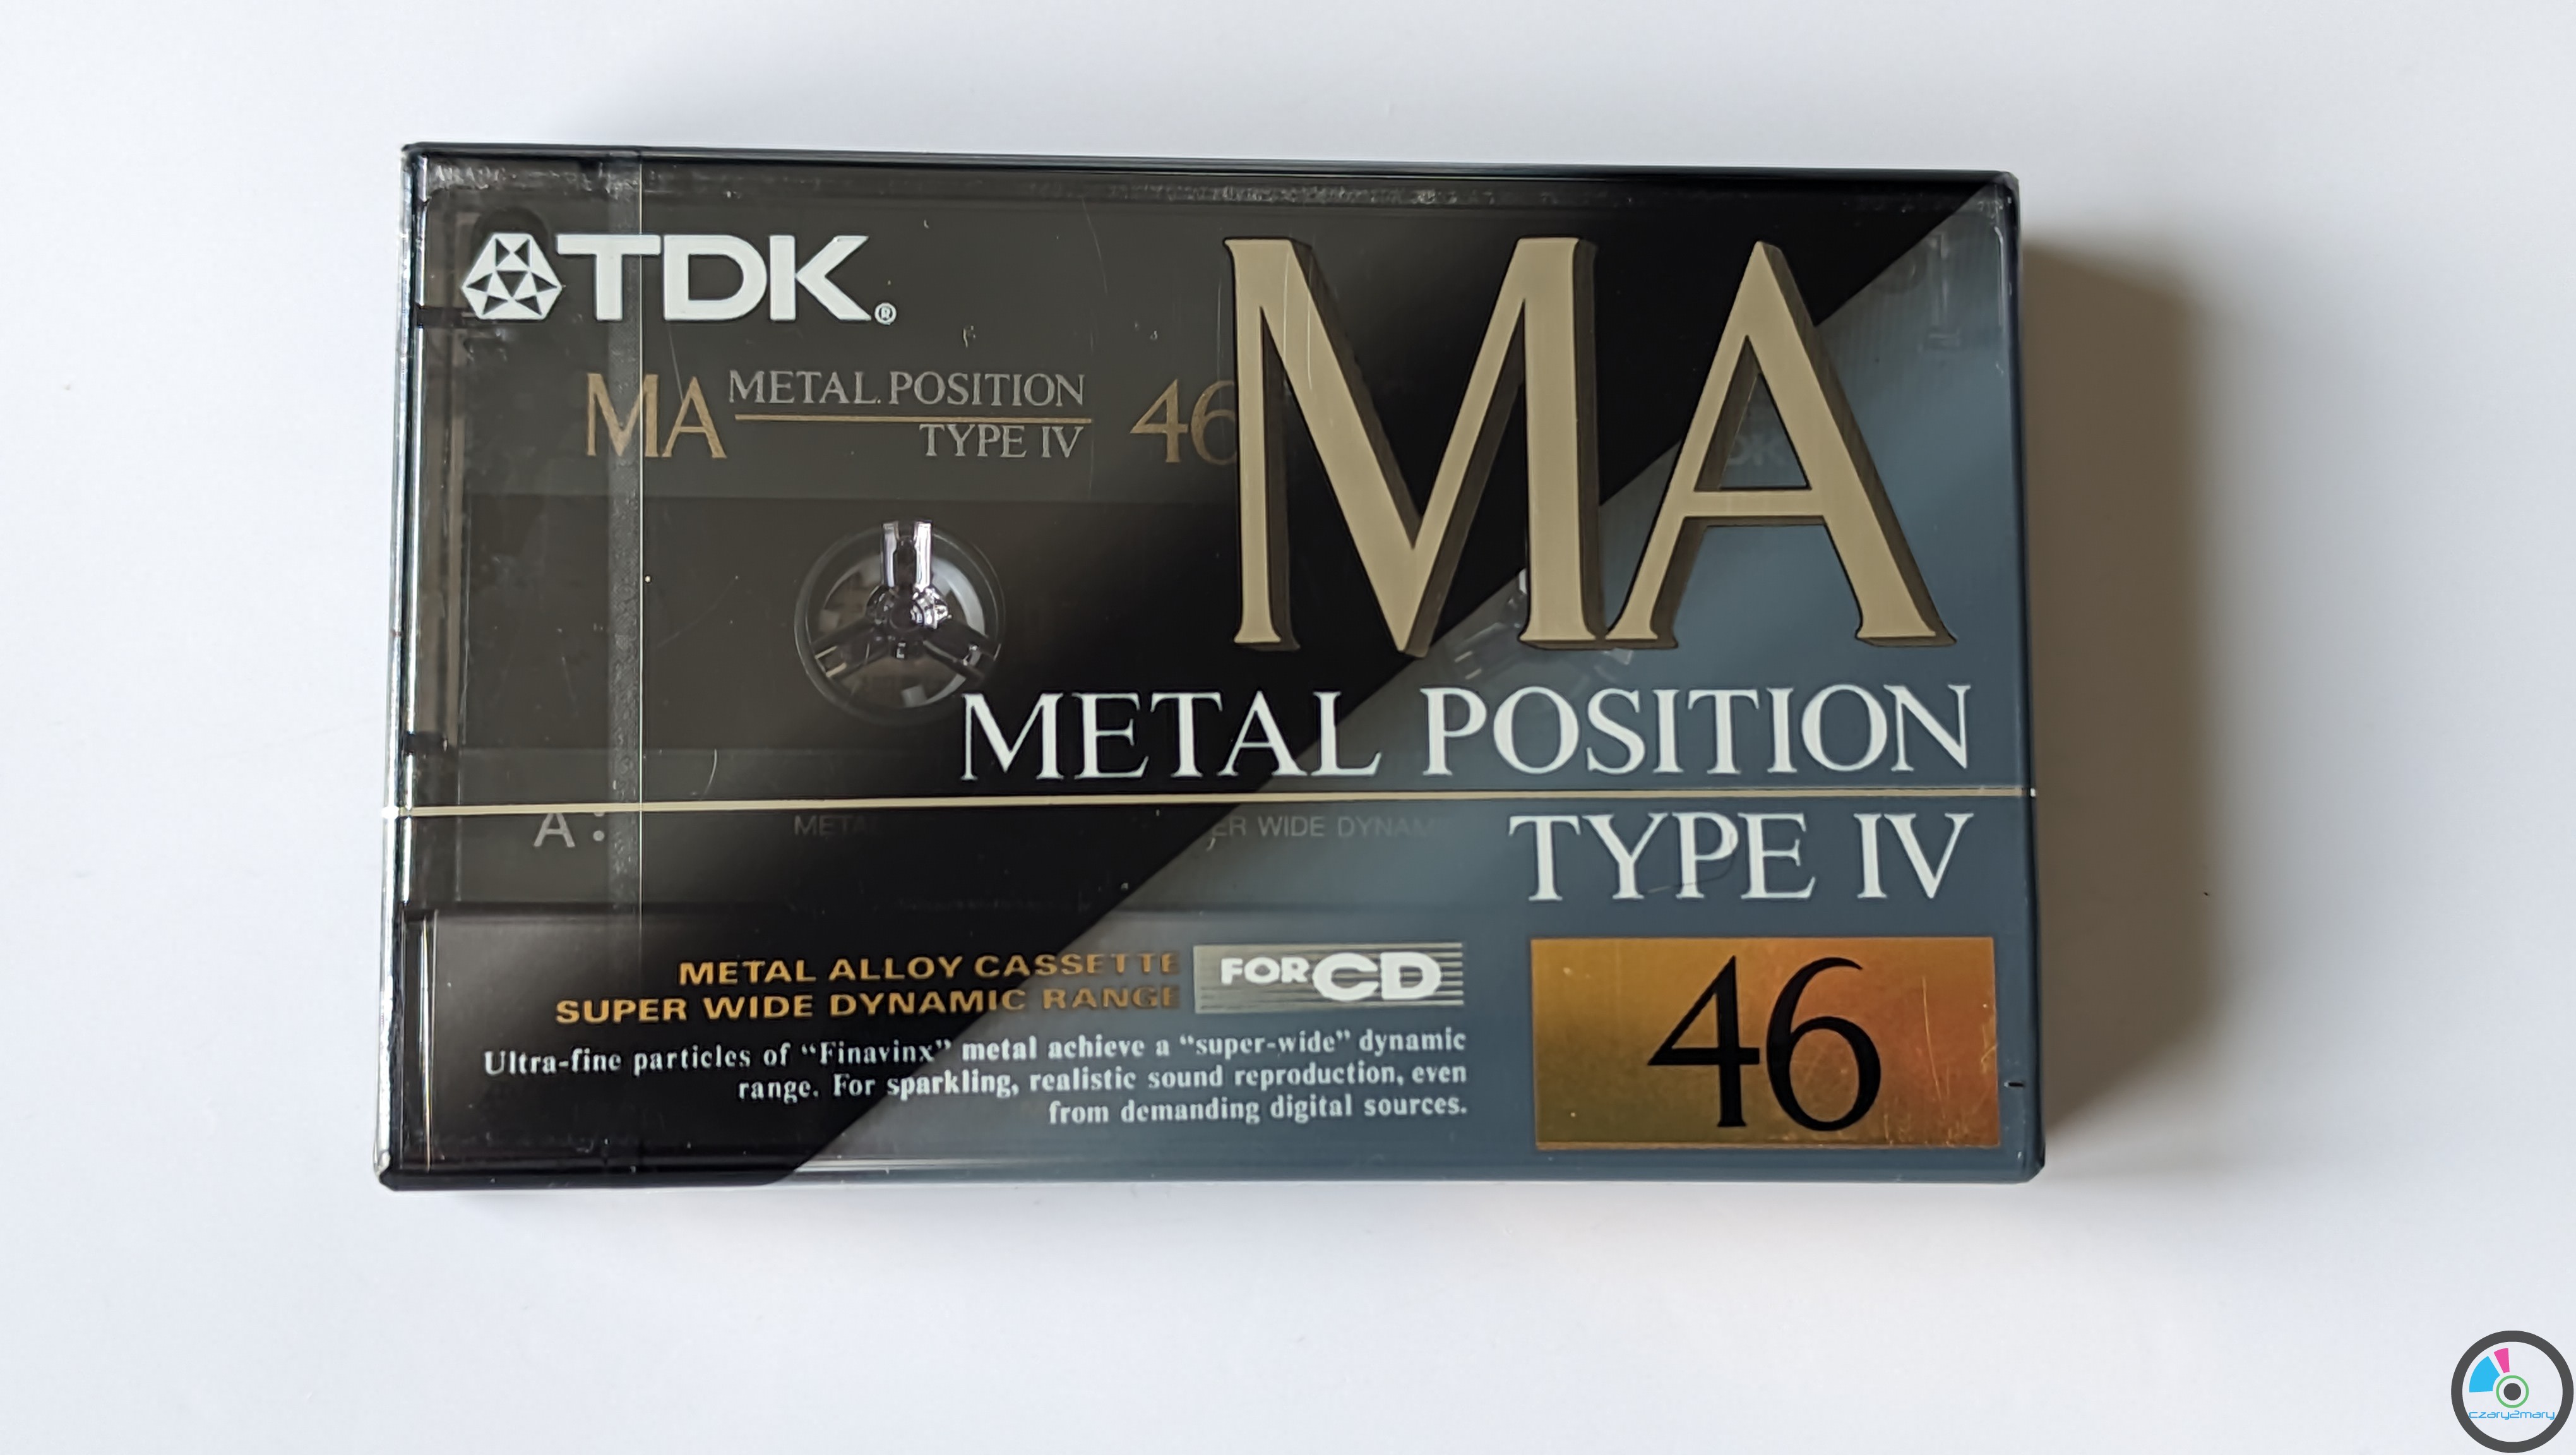 TDK®
MA
MA METAL POSITION 46
TYPE IV
METAL POSITION
TYPE IV
A:
WIDE
METAL ALLOY CASSETTE
SUPER WIDE DYNAMIC RANGE
FOR CD
46
Ultra-fine particles of “Finavinx” metal achieve a “super-wide” dynamic
range. For sparkling, realistic sound reproduction, even
from demanding digital sources.
czary2mary